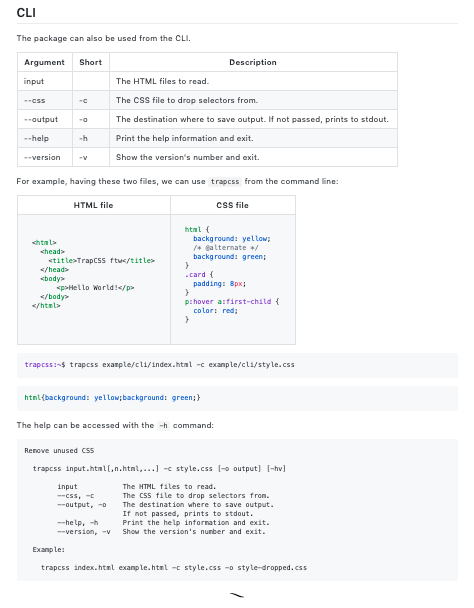 CLI
The package can also be used from the CLI.
Argument Short Description
input The HTML files to read.
--css -c The CSS file to drop selectors from.
--output -o The destination where to save output. If not passed, prints to stdout.
--help -h Print the help information and exit.
--version -v Show the version's number and exit.
For example, having these two files, we can use trapcss from the command line:
HTML file CSS file
<html>
<head>
<title>TrapCSS ftw</title>
</head>
<body>
<p>Hello World!</p>
</body>
</html>
html {
background: yellow;
/* @alternate */
background: green;
}
.card {
padding: 8px;
}
p:hover a:first-child {
color: red;
}
trapcss:~$ trapcss example/cli/index.html -c example/cli/style.css
html{background: yellow;background: green;}
The help can be accessed with the -h command:
Remove unused CSS
trapcss input.html[,n.html,...] -c style.css [-o output] [-hv]
input The HTML files to read.
--css, -c The CSS file to drop selectors from.
--output, -o The destination where to save output.
If not passed, prints to stdout.
--help, -h Print the help information and exit.
--version, -v Show the version's number and exit.
Example:
trapcss index.html example.html -c style.css -o style-dropped.css